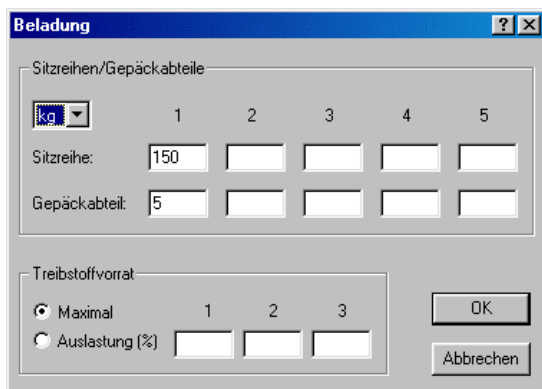 Beladung
Sitzreihen/Gepäckabteile
kg 1 2 3 4 5
Sitzreihe: 150
Gepäckabteil: 5
Treibstoffvorrat
Maximal 1 2 3
Auslastung (%)
OK
Abbrechen